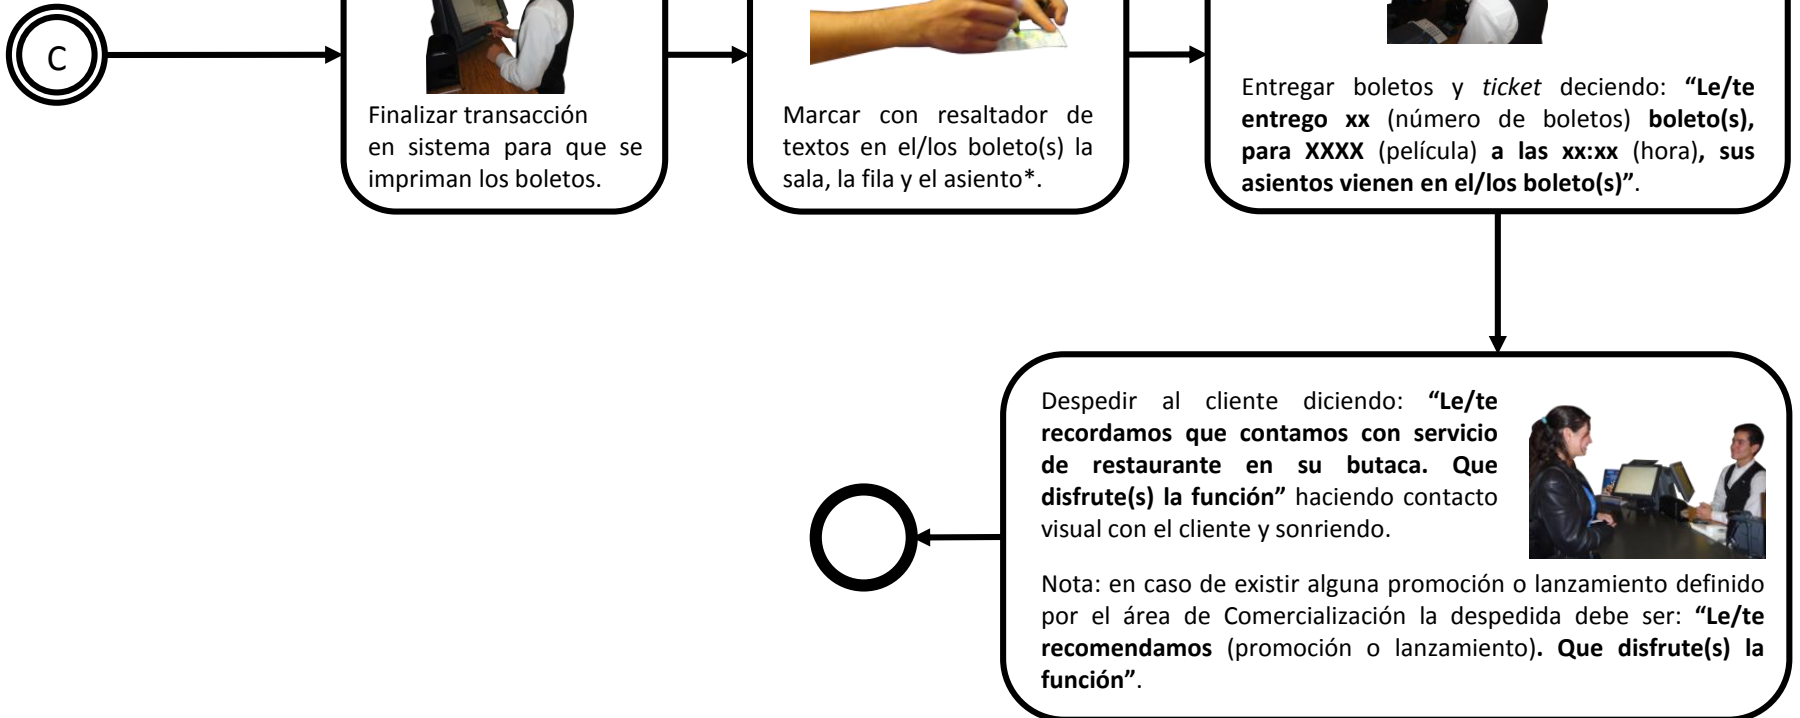 C
Finalizar transacción
en sistema para que se
impriman los boletos.
Marcar con resaltador de
textos en el/los boleto(s) la
sala, la fila y el asiento*.
Entregar boletos y ticket deciendo: “Le/te
entrego xx (número de boletos) boleto(s),
para XXXX (película) a las xx:xx (hora), sus
asientos vienen en el/los boleto(s)”.
Despedir al cliente diciendo: “Le/te
recordamos que contamos con servicio
de restaurante en su butaca. Que
disfrute(s) la función” haciendo contacto
visual con el cliente y sonriendo.
Nota: en caso de existir alguna promoción o lanzamiento definido
por el área de Comercialización la despedida debe ser: “Le/te
recomendamos (promoción o lanzamiento). Que disfrute(s) la
función”.